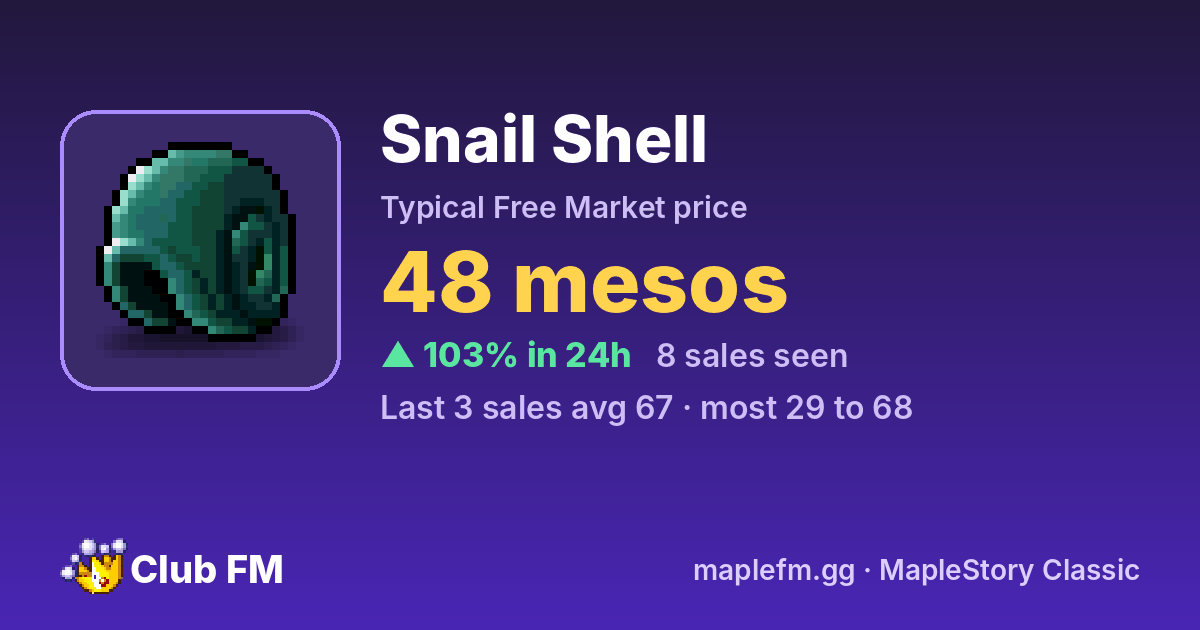 Snail Shell
Typical Free Market price
48 mesos
▲ 103% in 24h 8 sales seen
Last 3 sales avg 67 · most 29 to 68
Club FM
maplefm.gg · MapleStory Classic